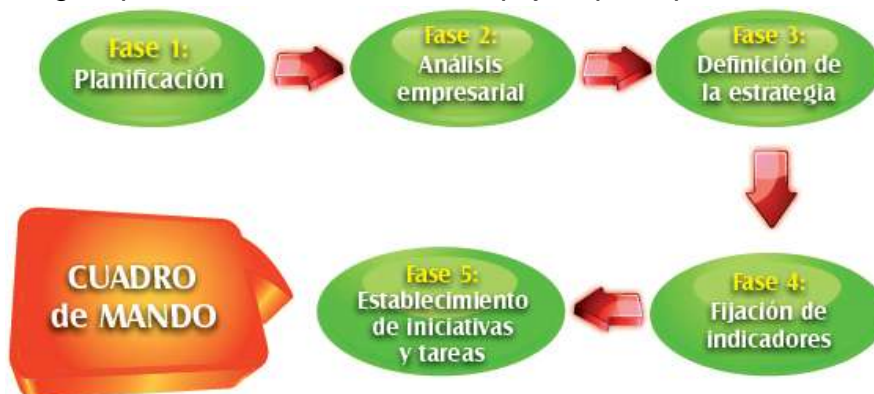 Fase 1:
Planificación
Fase 2:
Análisis
empresarial
Fase 3:
Definición de
la estrategia
Fase 4:
Fijación de
indicadores
Fase 5:
Establecimiento
de iniciativas
y tareas
CUADRO
de MANDO